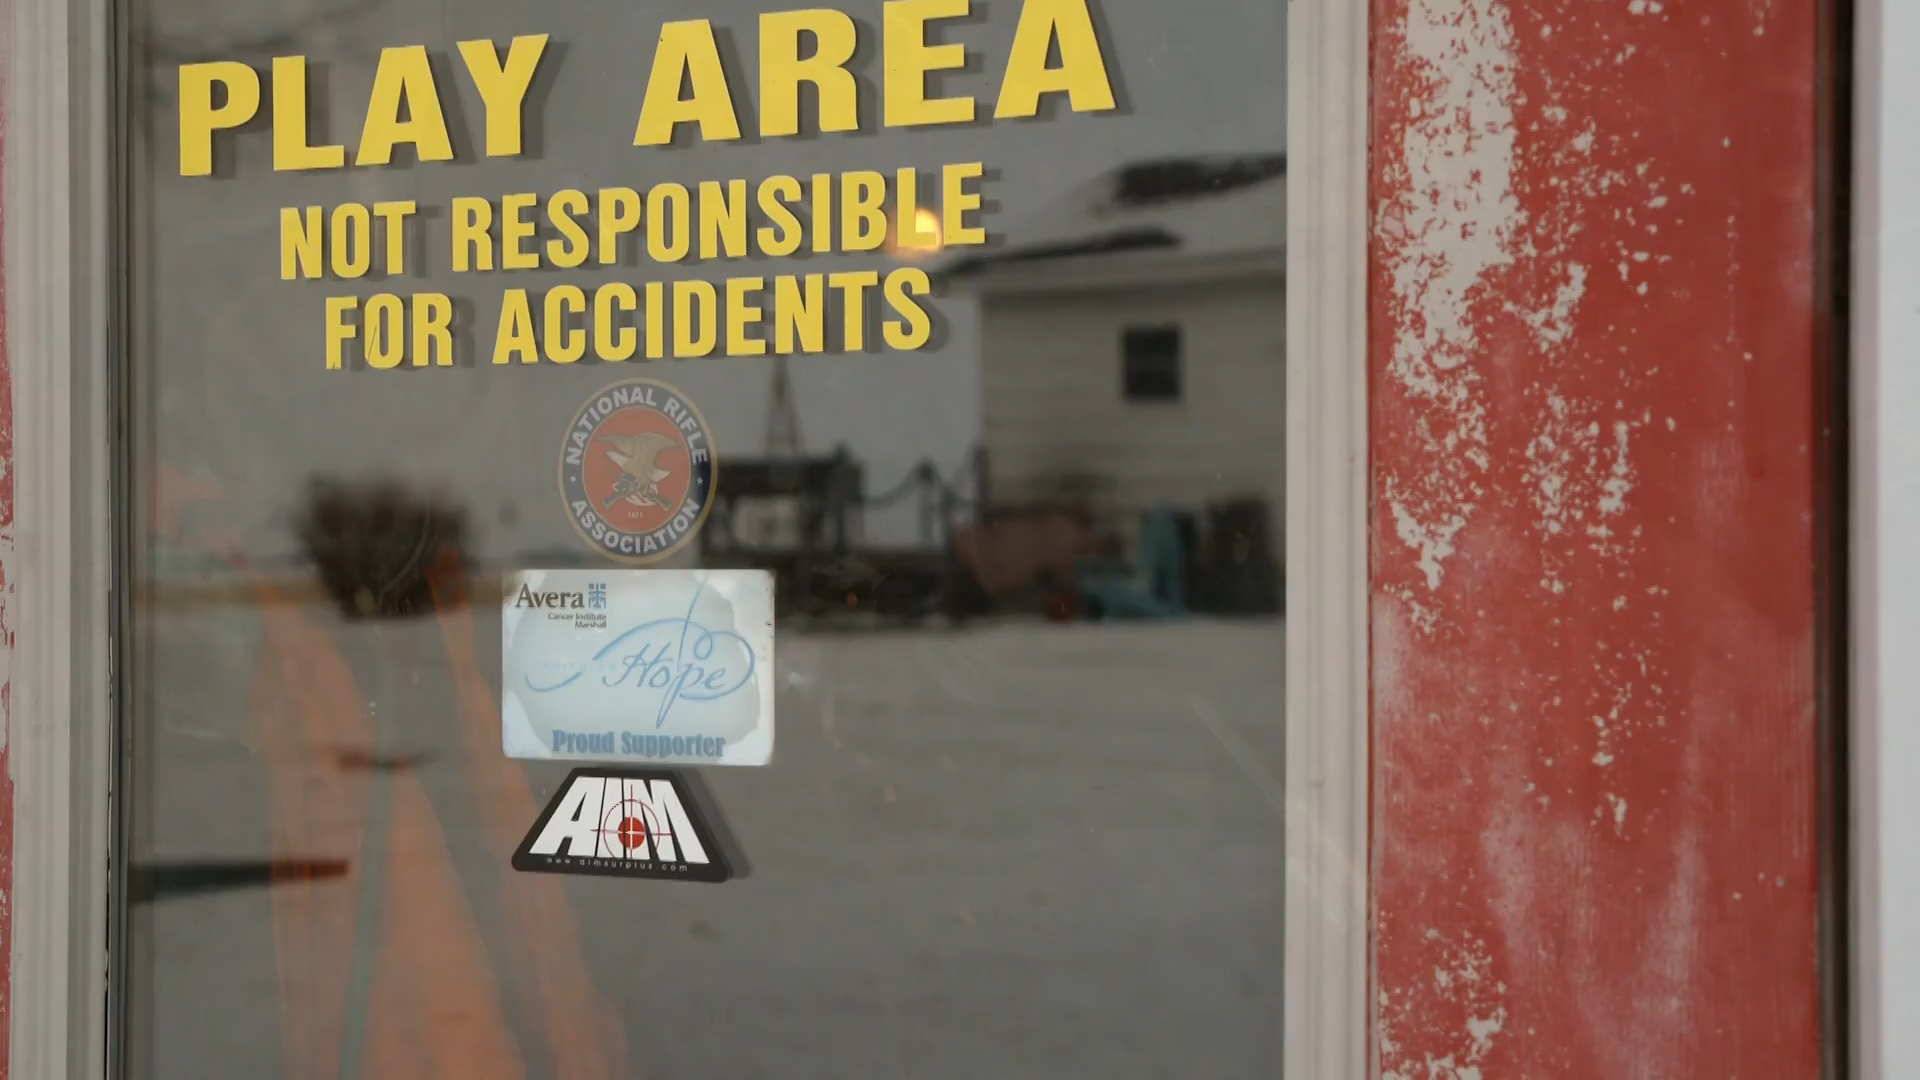 PLAY AREA
NOT RESPONSIBLE
FOR ACCIDENTS
NATIONAL RIFLE
ASSOCIATION
1871
Avera
Cancer Institute
Marshall
Hope
Proud Supporter
AIM
www.aimsurplus.com